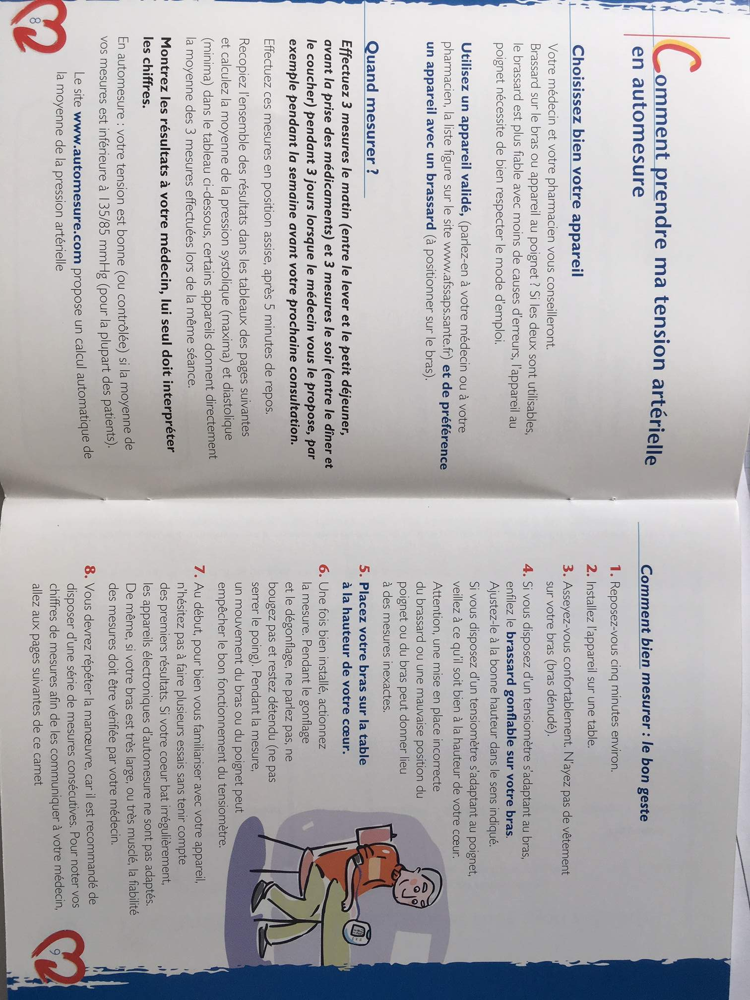 Comment prendre ma tension artérielle
en automesure
Choisissez bien votre appareil
Votre médecin et votre pharmacien vous conseilleront.
Brassard sur le bras ou appareil au poignet ? Si les deux sont utilisables,
le brassard est plus fiable avec moins de causes d'erreurs, l'appareil au
poignet nécessite de bien respecter le mode d'emploi.
Utilisez un appareil validé, (parlez-en à votre médecin ou à votre
pharmacien, la liste figure sur le site www.afssaps.sante.fr) et de préférence
un appareil avec un brassard (à positionner sur le bras).
Quand mesurer ?
Effectuez 3 mesures le matin (entre le lever et le petit déjeuner,
avant la prise des médicaments) et 3 mesures le soir (entre le dîner et
le coucher) pendant 3 jours lorsque le médecin vous le propose, par
exemple pendant la semaine avant votre prochaine consultation.
Effectuez ces mesures en position assise, après 5 minutes de repos.
Recopiez l'ensemble des résultats dans les tableaux des pages suivantes
et calculez la moyenne de la pression systolique (maxima) et diastolique
(minima) dans le tableau ci-dessous, certains appareils donnent directement
la moyenne des 3 mesures effectuées lors de la même séance.
Montrez les résultats à votre médecin, lui seul doit interpréter
les chiffres.
En automesure : votre tension est bonne (ou contrôlée) si la moyenne de
vos mesures est inférieure à 135/85 mmHg (pour la plupart des patients).
Le site www.automesure.com propose un calcul automatique de
la moyenne de la pression artérielle
8
Comment bien mesurer : le bon geste
1. Reposez-vous cinq minutes environ.
2. Installez l'appareil sur une table.
3. Asseyez-vous confortablement. N'ayez pas de vêtement
sur votre bras (bras dénudé).
4. Si vous disposez d'un tensiomètre s'adaptant au bras,
enfilez le brassard gonflable sur votre bras.
Ajustez-le à la bonne hauteur dans le sens indiqué.
Si vous disposez d'un tensiomètre s'adaptant au poignet,
veillez à ce qu'il soit bien à la hauteur de votre cœur.
Attention, une mise en place incorrecte
du brassard ou une mauvaise position du
poignet ou du bras peut donner lieu
à des mesures inexactes.
5. Placez votre bras sur la table
à la hauteur de votre cœur.
6. Une fois bien installé, actionnez
la mesure. Pendant le gonflage
et le dégonflage, ne parlez pas, ne
bougez pas et restez détendu (ne pas
serrer le poing). Pendant la mesure,
un mouvement du bras ou du poignet peut
empêcher le bon fonctionnement du tensiomètre.
7. Au début, pour bien vous familiariser avec votre appareil,
n'hésitez pas à faire plusieurs essais sans tenir compte
des premiers résultats. Si votre coeur bat irrégulièrement,
les appareils électroniques d'automesure ne sont pas adaptés.
De même, si votre bras est très large, ou très musclé, la fiabilité
des mesures doit être vérifiée par votre médecin.
8. Vous devrez répéter la manœuvre, car il est recommandé de
disposer d'une série de mesures consécutives. Pour noter vos
chiffres de mesures afin de les communiquer à votre médecin,
allez aux pages suivantes de ce carnet
9